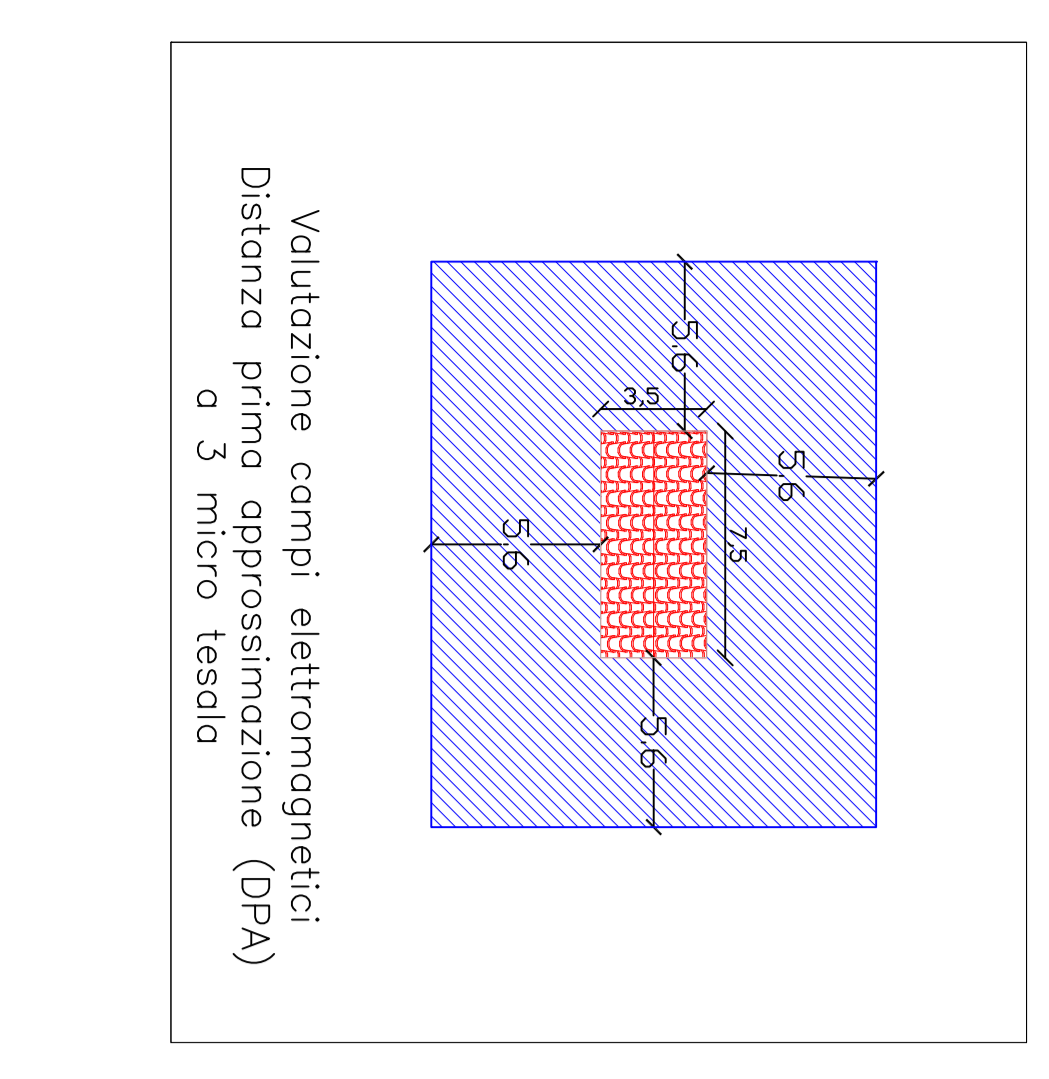 Valutazione campi elettromagnetici
Distanza prima approssimazione (DPA)
a 3 micro tesala
5,6
3,5
5,6
7,5
5,6
5,6